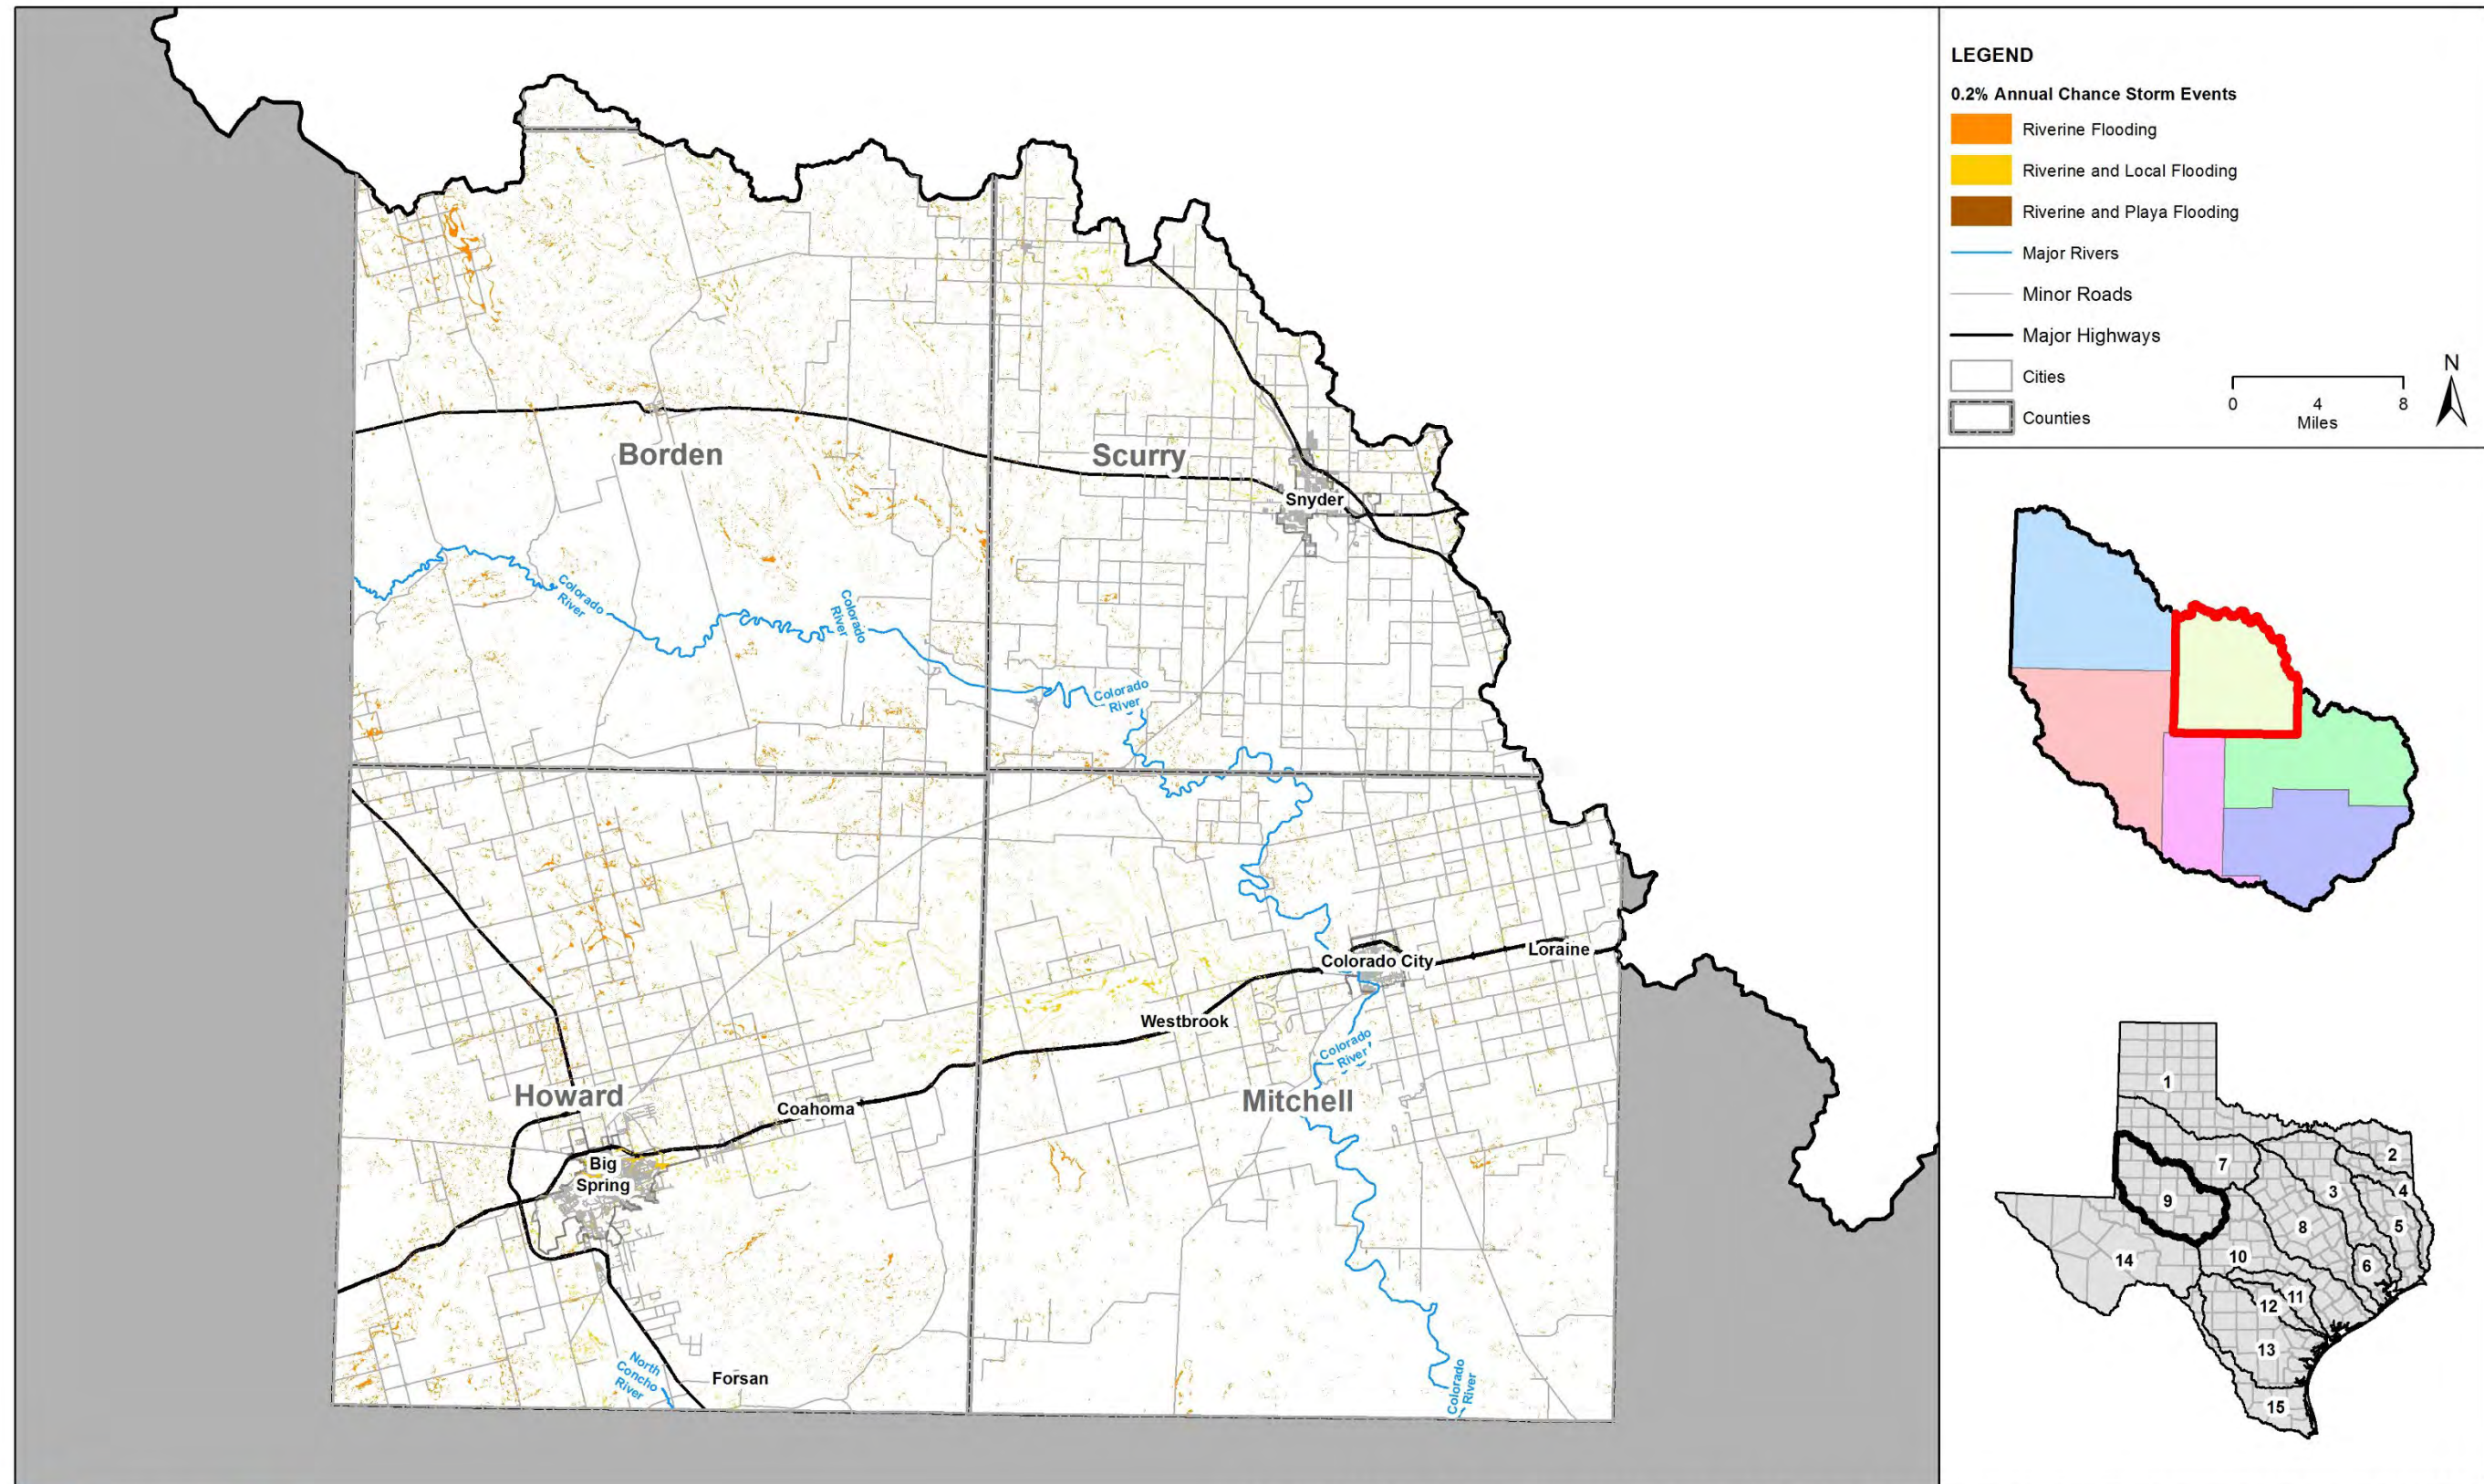 LEGEND
0.2% Annual Chance Storm Events
Riverine Flooding
Riverine and Local Flooding
Riverine and Playa Flooding
Major Rivers
Minor Roads
Major Highways
Cities
Counties
N
0 4 8
Miles
Borden
Scurry
Snyder
Colorado
River
Colorado
River
Colorado
River
Colorado City
Loraine
Westbrook
Colorado
River
Howard
Mitchell
Coahoma
Big
Spring
North
Concho
River
Forsan
Colorado
River
1
2
7
3
4
9
8
5
14
10
6
12
11
13
15